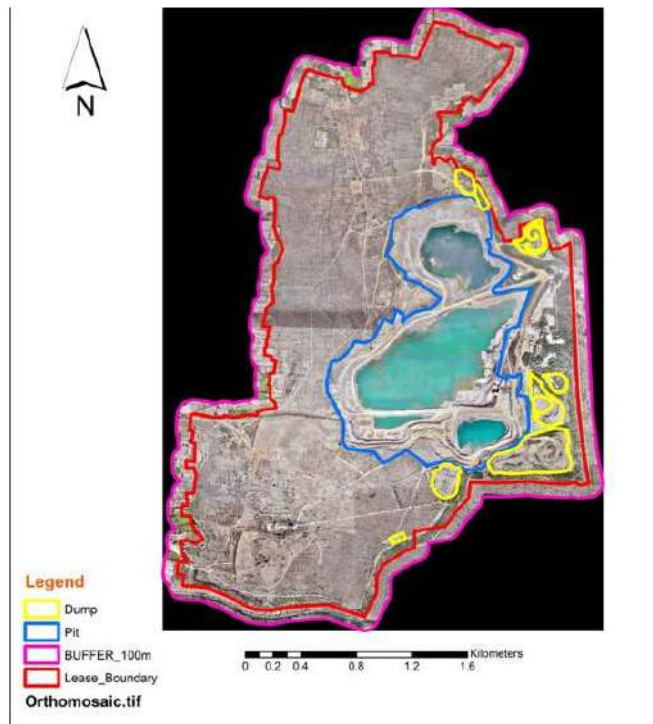 N
Legend
Dump
Pit
BUFFER_100m
Lease_Boundary
Orthomosaic.tif
Kilometers
0 0.2 0.4 0.8 1.2 1.6